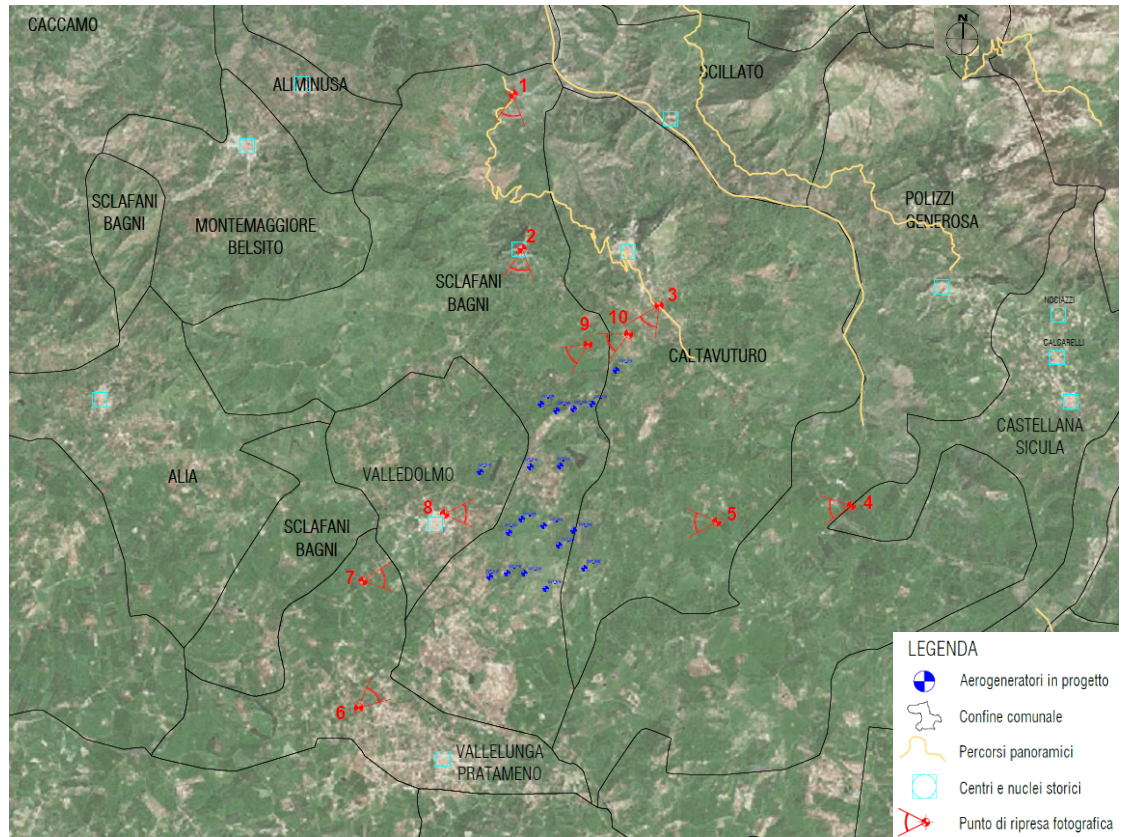 CACCAMO
N
SCILLATO
ALIMINUSA
1
SCLAFANI
BAGNI
MONTEMAGGIORE
BELSITO
POLIZZI
GENEROSA
2
SCLAFANI
BAGNI
3
NOCIAZZI
10
9
CALTAVUTURO
CALCARELLI
CASTELLANA
SICULA
ALIA
VALLEDOLMO
8
4
5
SCLAFANI
BAGNI
7
6
VALLELUNGA
PRATAMENO
LEGENDA
Aerogeneratori in progetto
Confine comunale
Percorsi panoramici
Centri e nuclei storici
Punto di ripresa fotografica